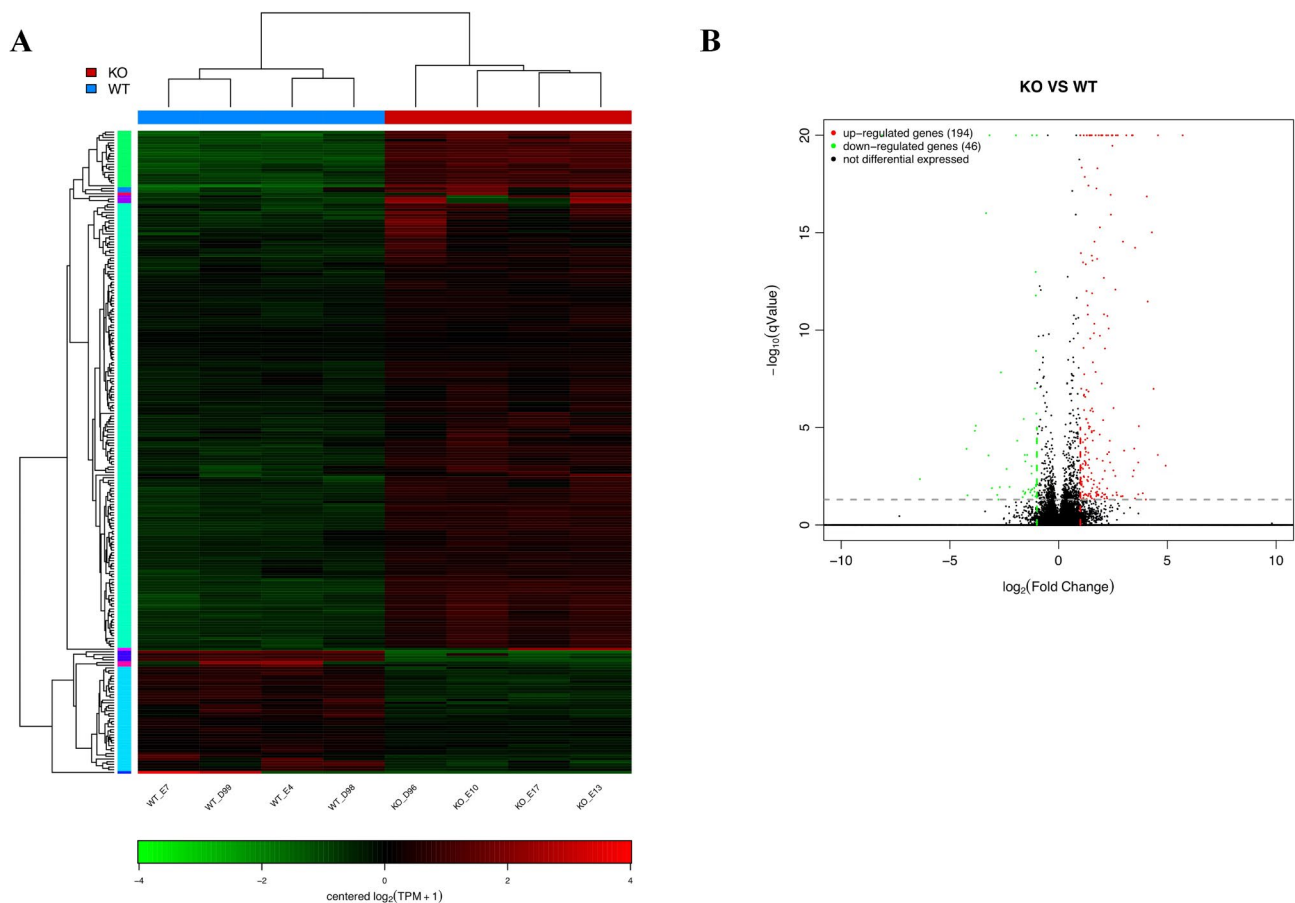 A
KO
WT
WT_E7
WT_D99
WT_E4
WT_D98
KO_D96
KO_E10
KO_E17
KO_E13
−4
−2
0
2
4
centered log₂(TPM + 1)
B
KO VS WT
up−regulated genes (194)
down−regulated genes (46)
not differential expressed
20
15
10
5
0
−log₁₀(qValue)
−10
−5
0
5
10
log₂(Fold Change)